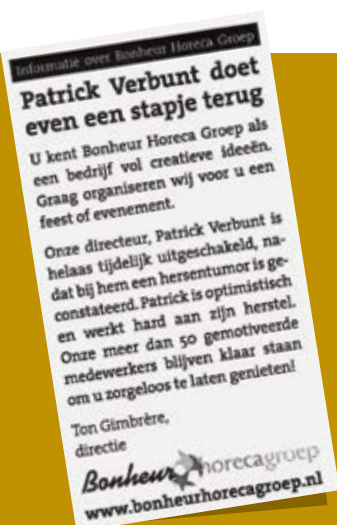 Informatie over Bonheur Horeca Groep
Patrick Verbunt doet
even een stapje terug
U kent Bonheur Horeca Groep als
een bedrijf vol creatieve ideeën.
Graag organiseren wij voor u een
feest of evenement.
Onze directeur, Patrick Verbunt is
helaas tijdelijk uitgeschakeld, na-
dat bij hem een hersentumor is ge-
constateerd. Patrick is optimistisch
en werkt hard aan zijn herstel.
Onze meer dan 50 gemotiveerde
medewerkers blijven klaar staan
om u zorgeloos te laten genieten!
Ton Gimbrère,
directie
Bonheur horecagroep
www.bonheurhorecagroep.nl